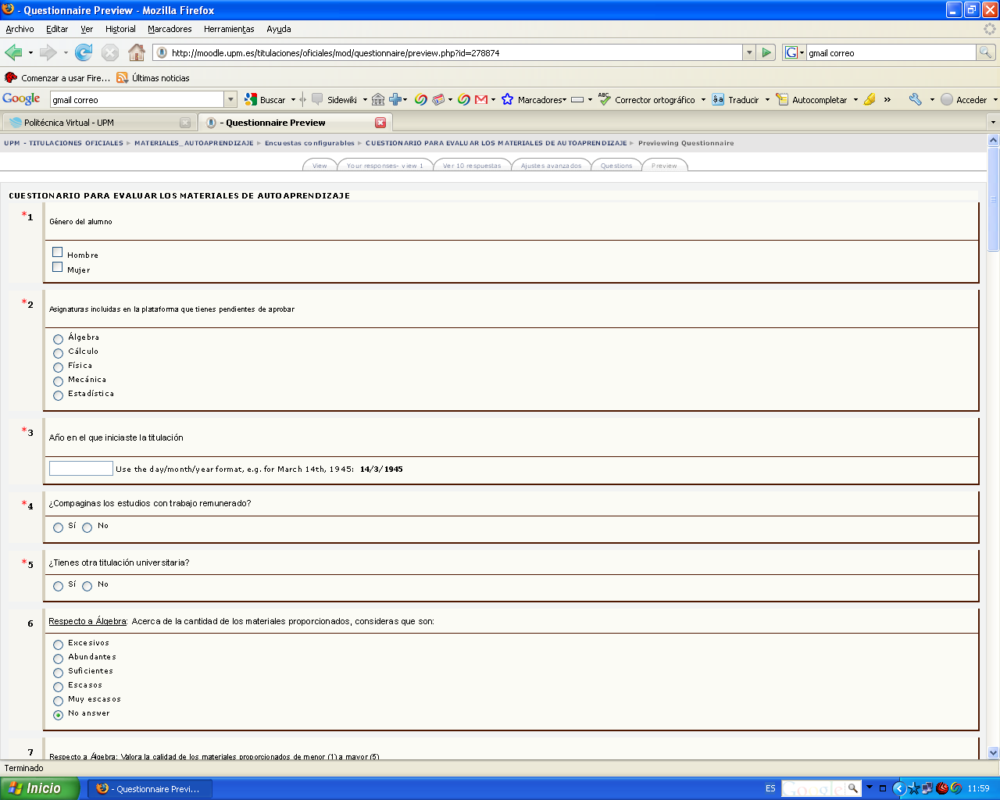 - Questionnaire Preview - Mozilla Firefox
Archivo Editar Ver Historial Marcadores Herramientas Ayuda
http://moodle.upm.es/titulaciones/oficiales/mod/questionnaire/preview.php?id=278874 G gmail correo
Comenzar a usar Fire... Últimas noticias
Google gmail correo Buscar Sidewiki Marcadores ABC Corrector ortográfico âa Traducir Autocompletar » Acceder
Politécnica Virtual - UPM - Questionnaire Preview
UPM - TITULACIONES OFICIALES ► MATERIALES_AUTOAPRENDIZAJE ► Encuestas configurables ► CUESTIONARIO PARA EVALUAR LOS MATERIALES DE AUTOAPRENDIZAJE ► Previewing Questionnaire
View Your responses- view 1 Ver 10 respuestas Ajustes avanzados Questions Preview
CUESTIONARIO PARA EVALUAR LOS MATERIALES DE AUTOAPRENDIZAJE
*1 Género del alumno
Hombre
Mujer
*2 Asignaturas incluidas en la plataforma que tienes pendientes de aprobar
Álgebra
Cálculo
Física
Mecánica
Estadística
*3 Año en el que iniciaste la titulación
Use the day/month/year format, e.g. for March 14th, 1945: 14/3/1945
*4 ¿Compaginas los estudios con trabajo remunerado?
Sí No
*5 ¿Tienes otra titulación universitaria?
Sí No
6 Respecto a Álgebra: Acerca de la cantidad de los materiales proporcionados, consideras que son:
Excesivos
Abundantes
Suficientes
Escasos
Muy escasos
No answer
7 Respecto a Álgebra: Valora la calidad de los materiales proporcionados de menor (1) a mayor (5)
Terminado
Inicio - Questionnaire Previ... ES Google 11:59